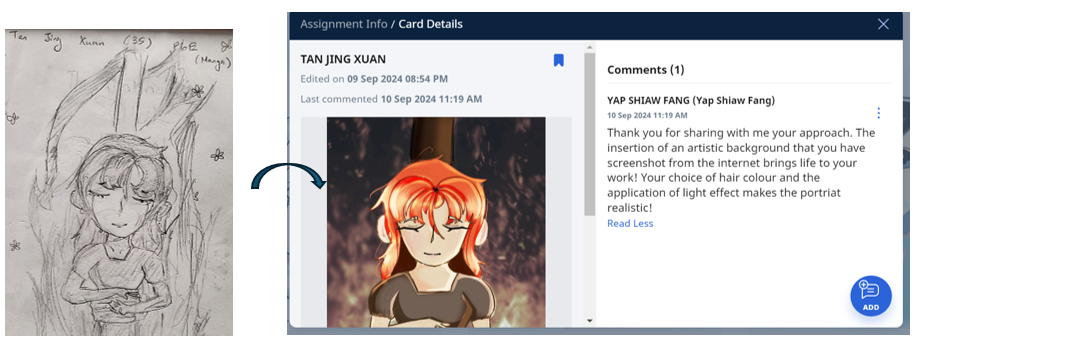 Tan Jing Xuan (35) P6E
(Manga)
Assignment Info / Card Details
TAN JING XUAN
Edited on 09 Sep 2024 08:54 PM
Last commented 10 Sep 2024 11:19 AM
Comments (1)
YAP SHIAW FANG (Yap Shiaw Fang)
10 Sep 2024 11:19 AM
Thank you for sharing with me your approach. The
insertion of an artistic background that you have
screenshot from the internet brings life to your
work! Your choice of hair colour and the
application of light effect makes the portriat
realistic!
Read Less
ADD